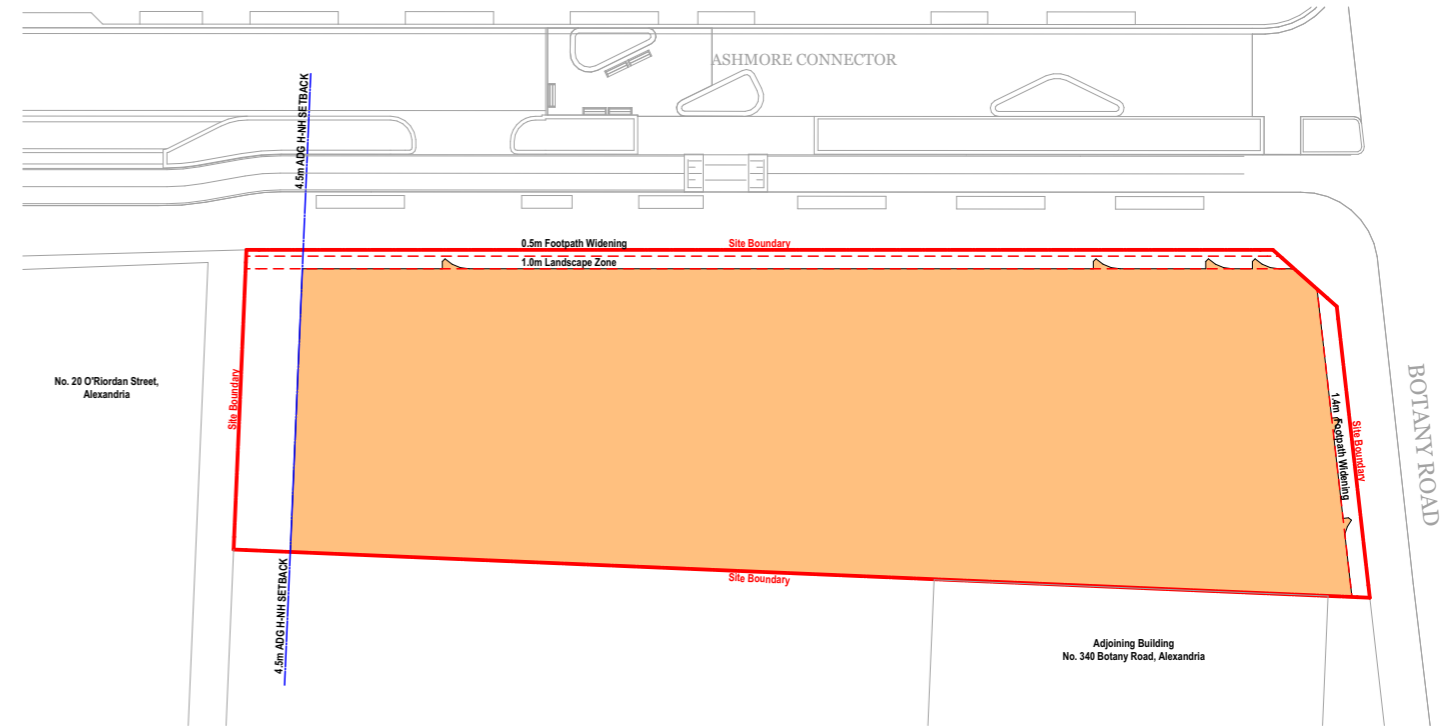 ASHMORE CONNECTOR
4.5m ADG H-NH SETBACK
0.5m Footpath Widening
Site Boundary
1.0m Landscape Zone
No. 20 O'Riordan Street,
Alexandria
Site Boundary
1.4m Footpath Widening
Site Boundary
BOTANY ROAD
4.5m ADG H-NH SETBACK
Site Boundary
Adjoining Building
No. 340 Botany Road, Alexandria